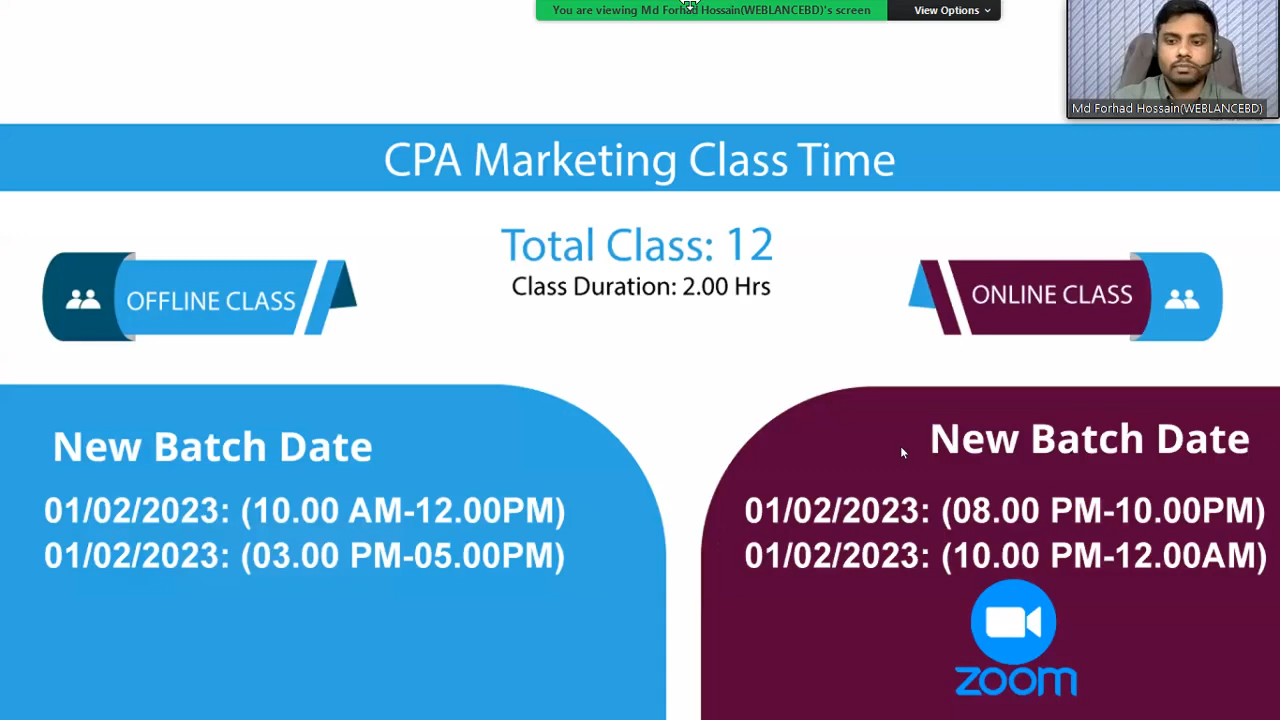 You are viewing Md Forhad Hossain(WEBLANCEBD)'s screen
View Options
Md Forhad Hossain(WEBLANCEBD)
CPA Marketing Class Time
Total Class: 12
Class Duration: 2.00 Hrs
OFFLINE CLASS
ONLINE CLASS
New Batch Date
01/02/2023: (10.00 AM-12.00PM)
01/02/2023: (03.00 PM-05.00PM)
New Batch Date
01/02/2023: (08.00 PM-10.00PM)
01/02/2023: (10.00 PM-12.00AM)
zoom